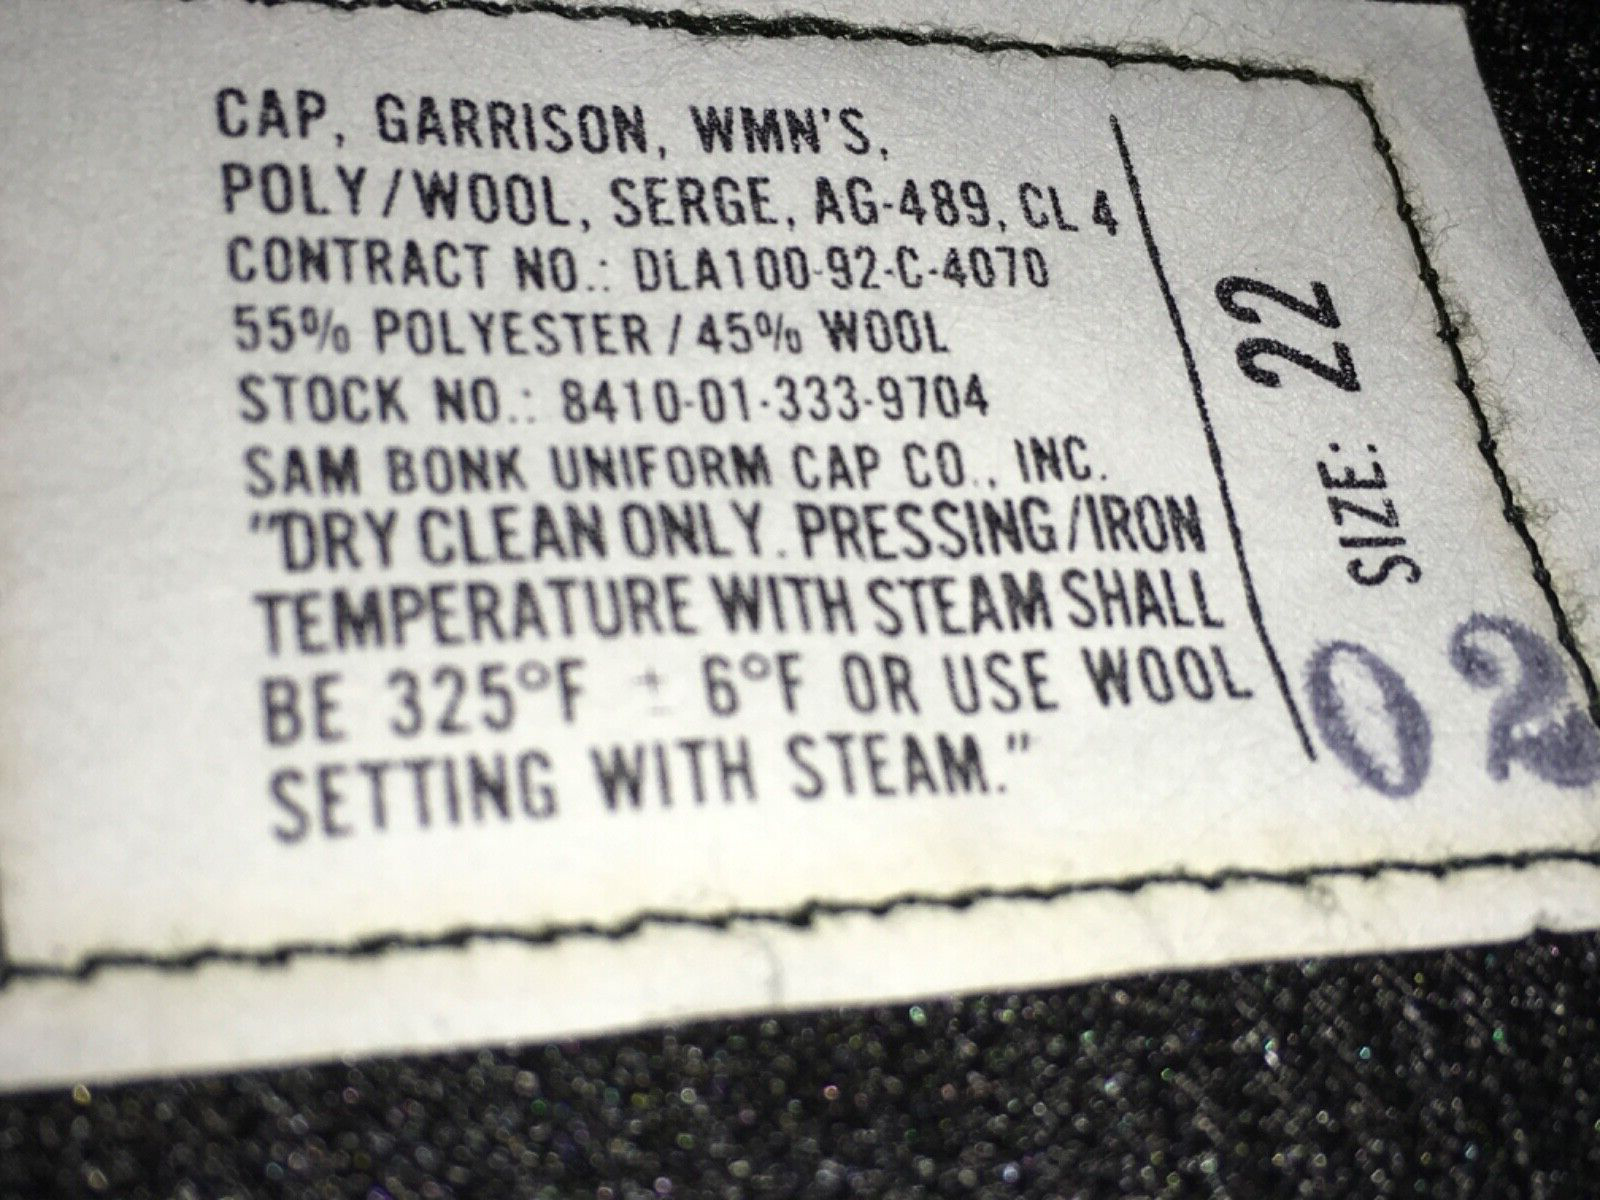 CAP, GARRISON, WMN'S,
POLY/WOOL, SERGE, AG-489, CL 4
CONTRACT NO.: DLA100-92-C-4070
55% POLYESTER/45% WOOL
STOCK NO.: 8410-01-333-9704
SAM BONK UNIFORM CAP CO., INC.
"DRY CLEAN ONLY. PRESSING/IRON
TEMPERATURE WITH STEAM SHALL
BE 325°F ± 6°F OR USE WOOL
SETTING WITH STEAM."
SIZE: 22
02